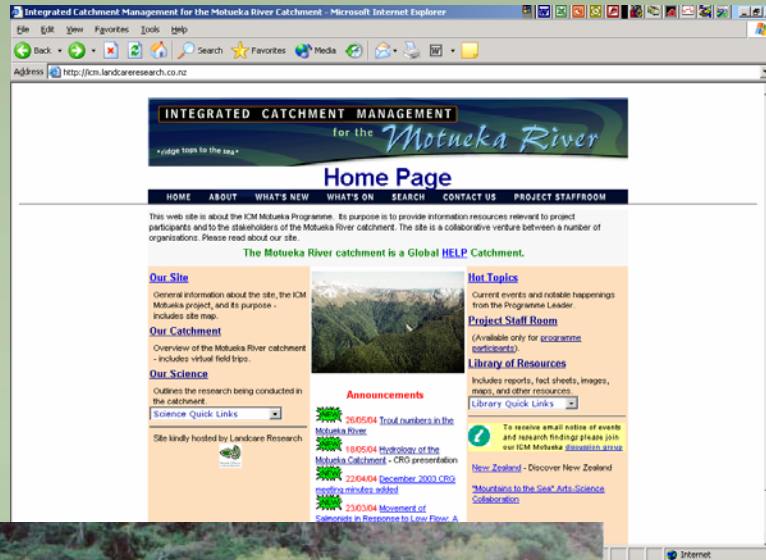 Integrated Catchment Management for the Motueka River Catchment - Microsoft Internet Explorer
File Edit View Favorites Tools Help
Back Search Favorites Media
Address http://icm.landcareresearch.co.nz
INTEGRATED CATCHMENT MANAGEMENT
for the Motueka River
•ridge tops to the sea•
Home Page
HOME ABOUT WHAT'S NEW WHAT'S ON SEARCH CONTACT US PROJECT STAFFROOM
This web site is about the ICM Motueka Programme. Its purpose is to provide information resources relevant to project
participants and to the stakeholders of the Motueka River catchment. The site is a collaborative venture between a number of
organisations. Please read about our site.
The Motueka River catchment is a Global HELP Catchment.
Our Site
General information about the site, the ICM
Motueka project, and its purpose -
includes site map.
Our Catchment
Overview of the Motueka River catchment
- includes virtual field trips.
Our Science
Outlines the research being conducted in
the catchment.
Science Quick Links
Site kindly hosted by Landcare Research
Announcements
NEW 26/05/04 Trout numbers in the
Motueka River
NEW 18/05/04 Hydrology of the
Motueka Catchment - CRG presentation
NEW 22/04/04 December 2003 CRG
meeting minutes added
NEW 23/03/04 Movement of
Salmonids in Response to Low Flow: A
Hot Topics
Current events and notable happenings
from the Programme Leader.
Project Staff Room
(Available only for programme
participants).
Library of Resources
Includes reports, fact sheets, images,
maps, and other resources.
Library Quick Links
To receive email notice of events
and research findings please join
our ICM Motueka discussion group
New Zealand - Discover New Zealand
"Mountains to the Sea" Arts-Science
Collaboration
Internet